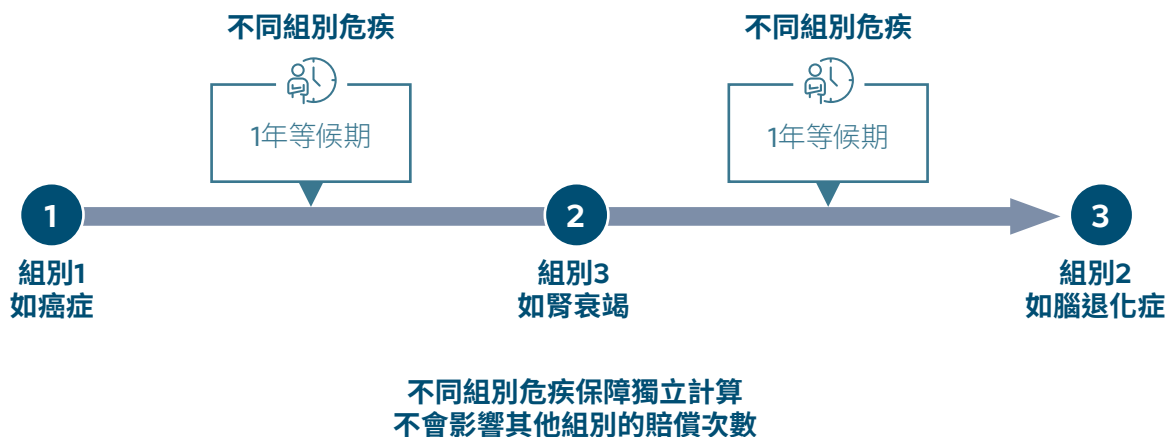 不同組別危疾
不同組別危疾
1年等候期
1年等候期
1
2
3
組別1
如癌症
組別3
如腎衰竭
組別2
如腦退化症
不同組別危疾保障獨立計算
不會影響其他組別的賠償次數